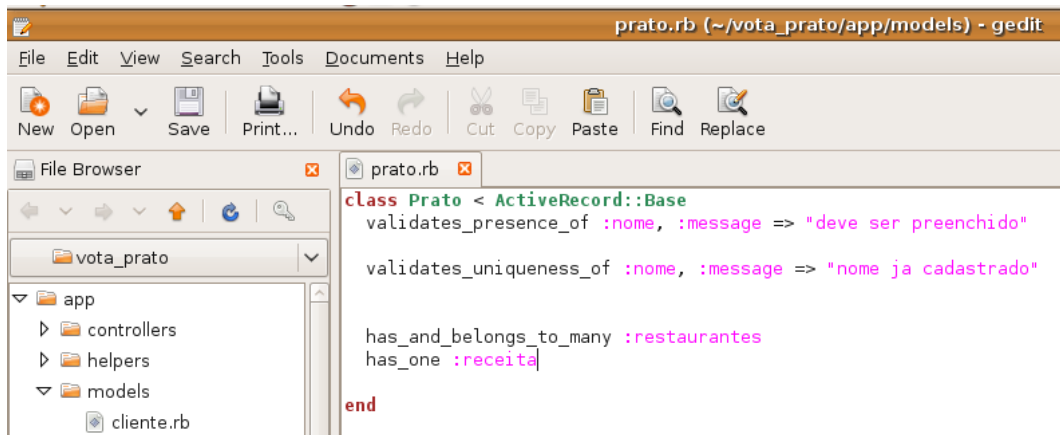 prato.rb (~/vota_prato/app/models) - gedit
File Edit View Search Tools Documents Help
New Open Save Print... Undo Redo Cut Copy Paste Find Replace
File Browser
prato.rb
vota_prato
app
controllers
helpers
models
cliente.rb
class Prato < ActiveRecord::Base
validates_presence_of :nome, :message => "deve ser preenchido"
validates_uniqueness_of :nome, :message => "nome ja cadastrado"
has_and_belongs_to_many :restaurantes
has_one :receita
end